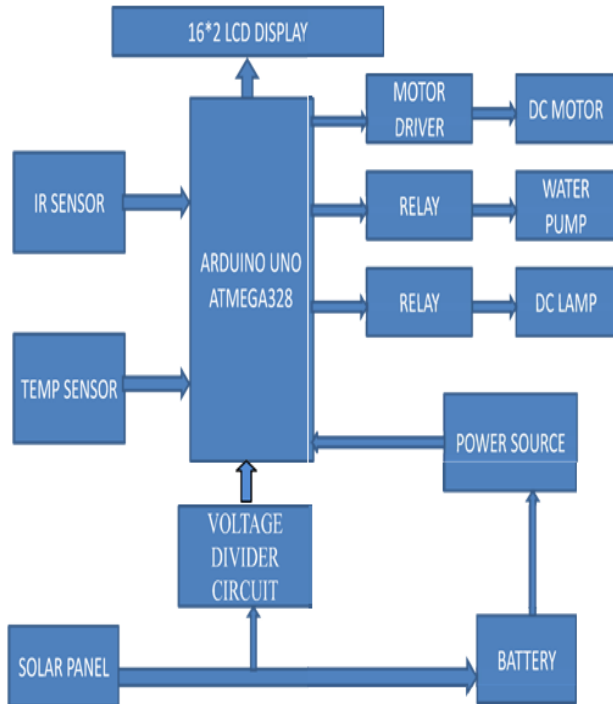 16*2 LCD DISPLAY
MOTOR
DRIVER
DC MOTOR
IR SENSOR
RELAY
WATER
PUMP
ARDUINO UNO
ATMEGA328
RELAY
DC LAMP
TEMP SENSOR
POWER SOURCE
VOLTAGE
DIVIDER
CIRCUIT
SOLAR PANEL
BATTERY